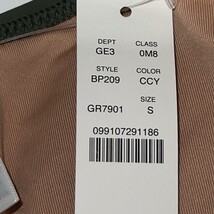 DEPT CLASS
GE3 0M8
STYLE COLOR
BP209 CCY
SIZE
GR7901 S
099107291186